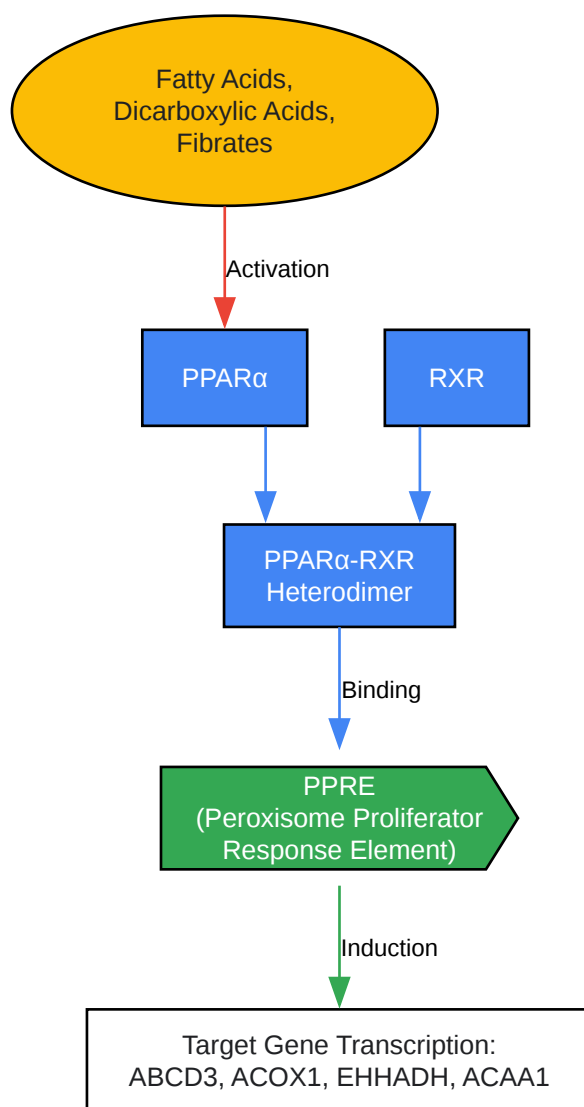 Fatty Acids,
Dicarboxylic Acids,
Fibrates
Activation
PPARα
RXR
PPARα-RXR
Heterodimer
Binding
PPRE
(Peroxisome Proliferator
Response Element)
Induction
Target Gene Transcription:
ABCD3, ACOX1, EHHADH, ACAA1